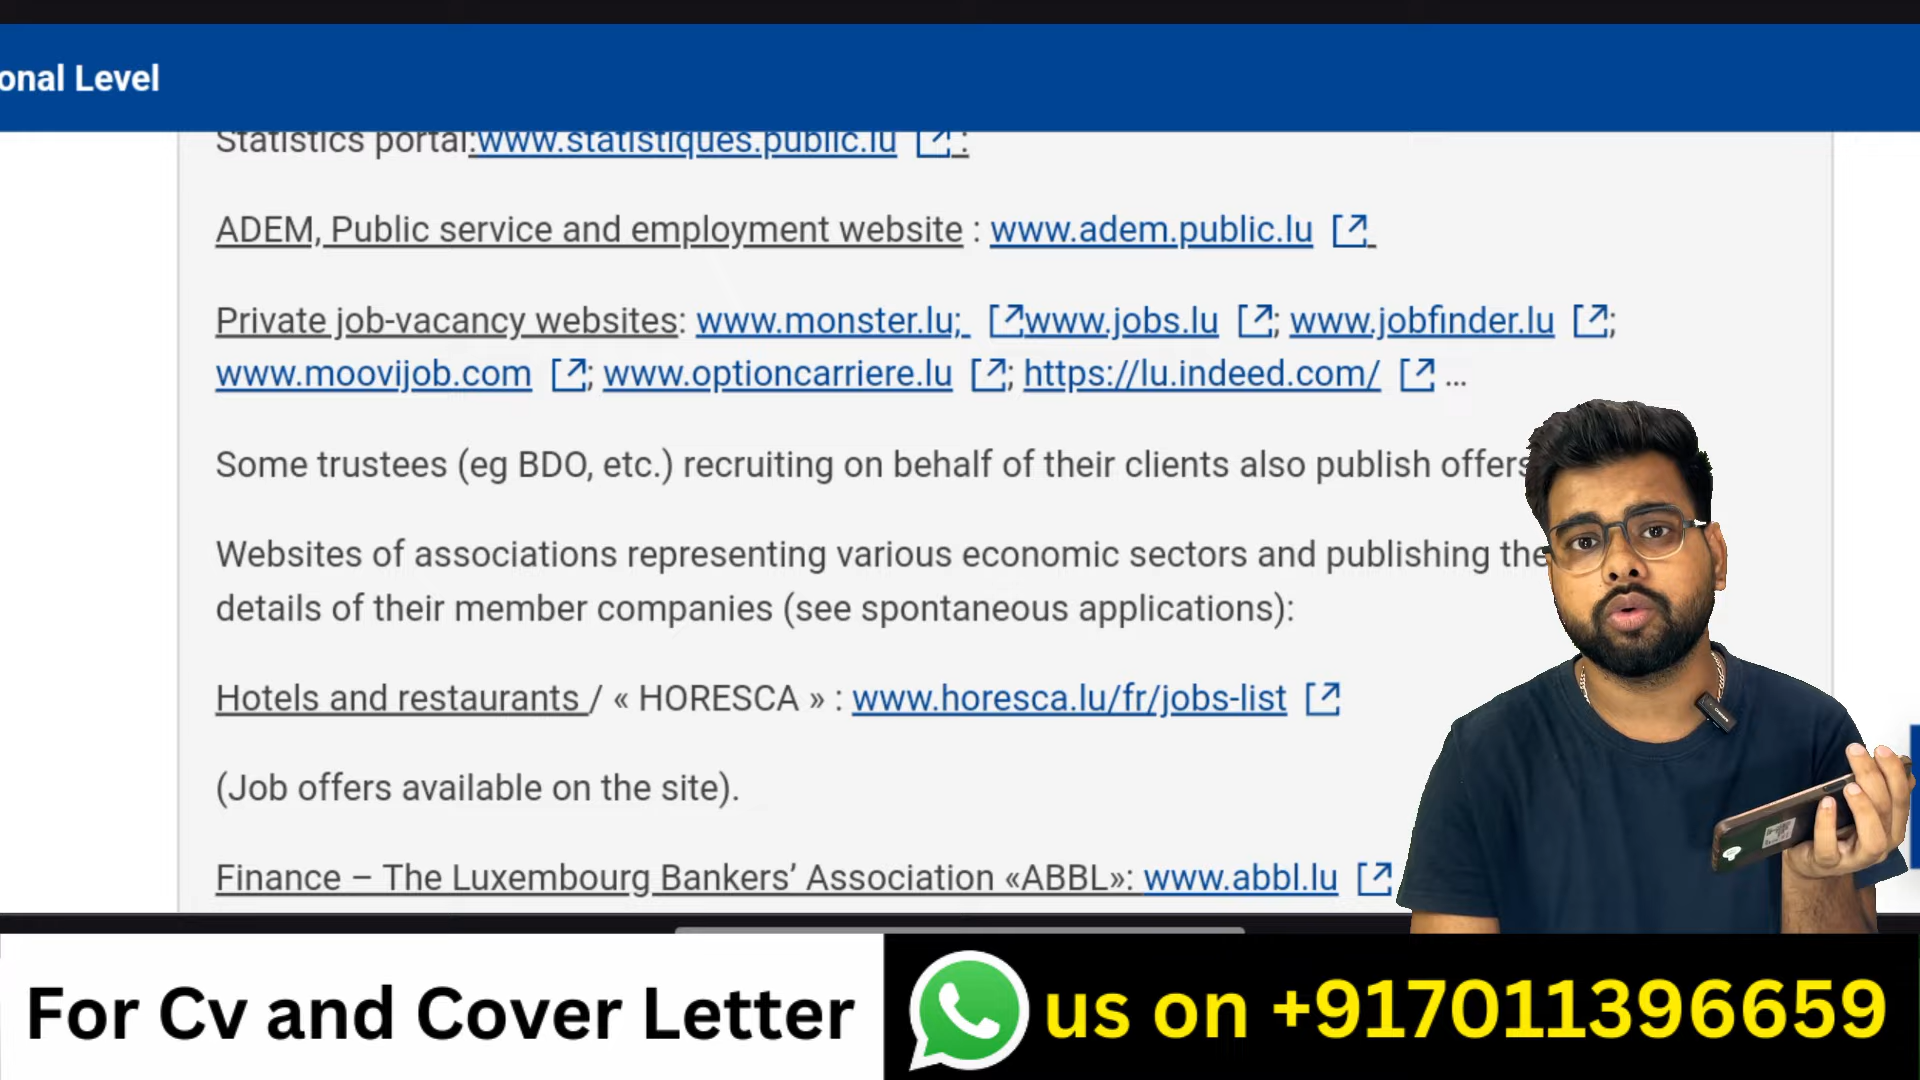 onal Level
Statistics portal:www.statistiques.public.lu :
ADEM, Public service and employment website : www.adem.public.lu
Private job-vacancy websites: www.monster.lu; www.jobs.lu ; www.jobfinder.lu ;
www.moovijob.com ; www.optioncarriere.lu ; https://lu.indeed.com/ ...
Some trustees (eg BDO, etc.) recruiting on behalf of their clients also publish offers
Websites of associations representing various economic sectors and publishing the
details of their member companies (see spontaneous applications):
Hotels and restaurants / « HORESCA » : www.horesca.lu/fr/jobs-list
(Job offers available on the site).
Finance – The Luxembourg Bankers’ Association «ABBL»: www.abbl.lu
For Cv and Cover Letter us on +917011396659